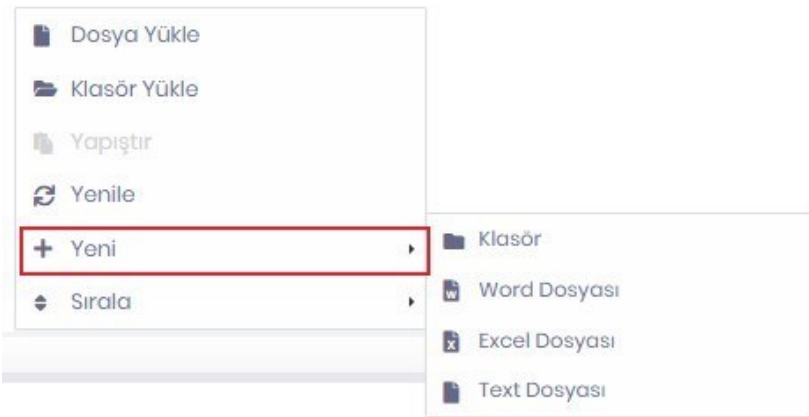 Dosya Yükle
Klasör Yükle
Yapıştır
Yenile
Yeni
Sırala
Klasör
Word Dosyası
Excel Dosyası
Text Dosyası